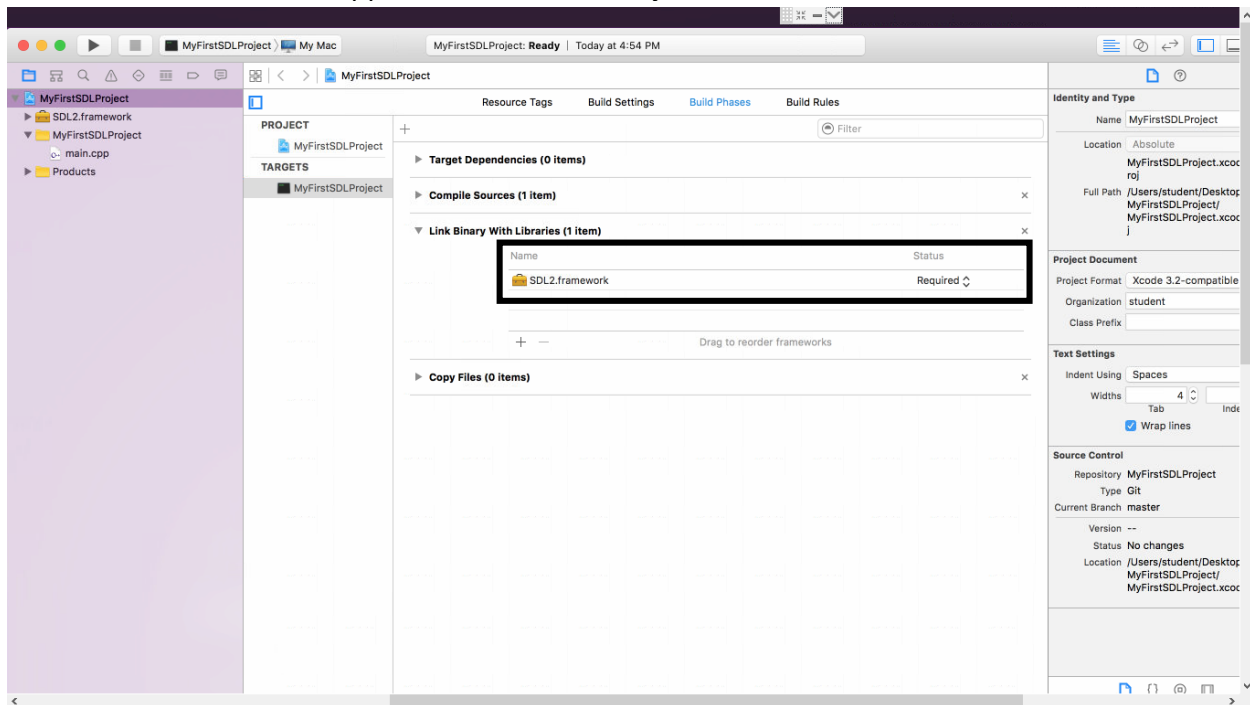 MyFirstSDLProject My Mac
MyFirstSDLProject: Ready | Today at 4:54 PM
MyFirstSDLProject
MyFirstSDLProject
SDL2.framework
MyFirstSDLProject
main.cpp
Products
Resource Tags Build Settings Build Phases Build Rules
PROJECT
MyFirstSDLProject
TARGETS
MyFirstSDLProject
Filter
Target Dependencies (0 items)
Compile Sources (1 item)
Link Binary With Libraries (1 item)
Name Status
SDL2.framework Required
Drag to reorder frameworks
Copy Files (0 items)
Identity and Type
Name MyFirstSDLProject
Location Absolute
MyFirstSDLProject.xcoc
roj
Full Path /Users/student/Desktop
MyFirstSDLProject/
MyFirstSDLProject.xcoc
j
Project Document
Project Format Xcode 3.2-compatible
Organization student
Class Prefix
Text Settings
Indent Using Spaces
Widths 4
Tab Inde
Wrap lines
Source Control
Repository MyFirstSDLProject
Type Git
Current Branch master
Version --
Status No changes
Location /Users/student/Desktop
MyFirstSDLProject/
MyFirstSDLProject.xcoc